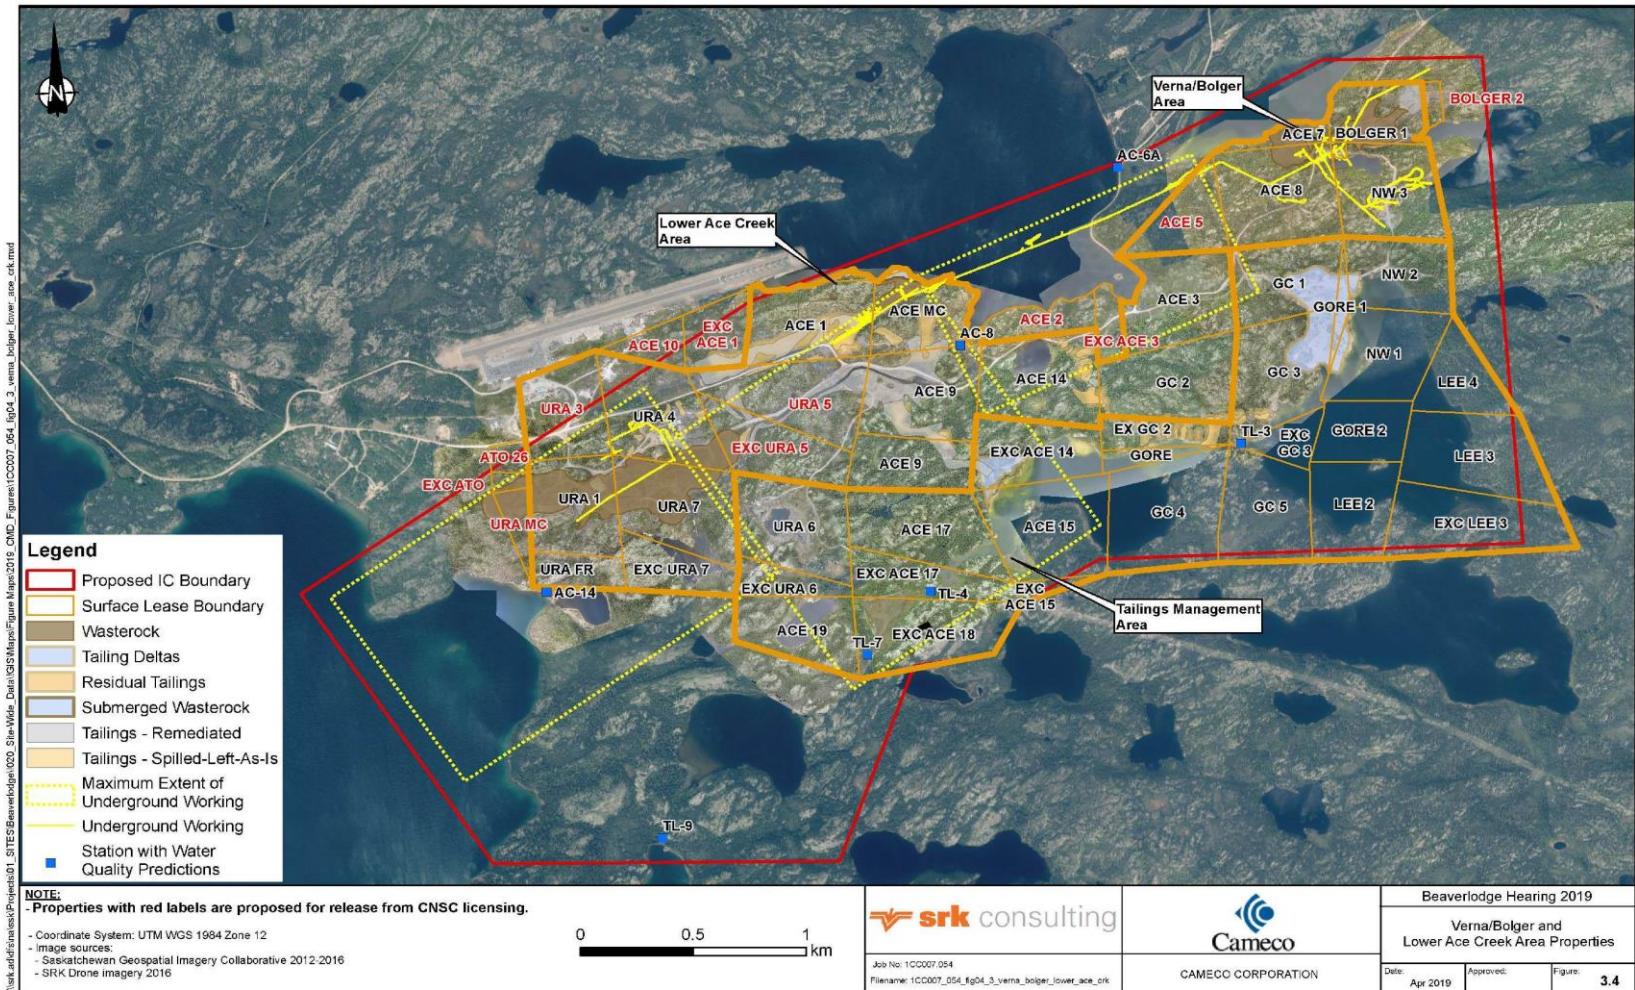 N
Verna/Bolger
Area
BOLGER 2
ACE 7
BOLGER 1
AC-6A
ACE 8
NW 3
Lower Ace Creek
Area
ACE 5
NW 2
GC 1
ACE 3
GORE 1
ACE MC
ACE 1
ACE 2
EXC
ACE 1
ACE 10
AC-8
EXC ACE 3
NW 1
GC 3
ACE 14
GC 2
LEE 4
ACE 9
URA 5
URA 3
URA 4
EX GC 2
GORE 2
TL-3
EXC
GC 3
EXC URA 5
EXC ACE 14
GORE
LEE 3
ATO 26
ACE 9
EXC ATO
URA 1
URA 7
LEE 2
GC 4
GC 5
URA MC
URA 6
ACE 17
ACE 15
EXC LEE 3
URA FR
EXC URA 7
EXC ACE 17
EXC URA 6
AC-14
TL-4
EXC
ACE 15
Tailings Management
Area
ACE 19
EXC ACE 18
TL-7
TL-9
Legend
Proposed IC Boundary
Surface Lease Boundary
Wasterock
Tailing Deltas
Residual Tailings
Submerged Wasterock
Tailings - Remediated
Tailings - Spilled-Left-As-Is
Maximum Extent of
Underground Working
Underground Working
Station with Water
Quality Predictions
NOTE:
- Properties with red labels are proposed for release from CNSC licensing.
- Coordinate System: UTM WGS 1984 Zone 12
- Image sources:
- Saskatchewan Geospatial Imagery Collaborative 2012-2016
- SRK Drone imagery 2016
0 0.5 1
km
srk consulting
Job No: 1CC007.054
Filename: 1CC007_054_fig04_3_verna_bolger_lower_ace_crk
Cameco
CAMECO CORPORATION
Beaverlodge Hearing 2019
Verna/Bolger and
Lower Ace Creek Area Properties
Date:
Apr 2019
Approved:
Figure:
3.4